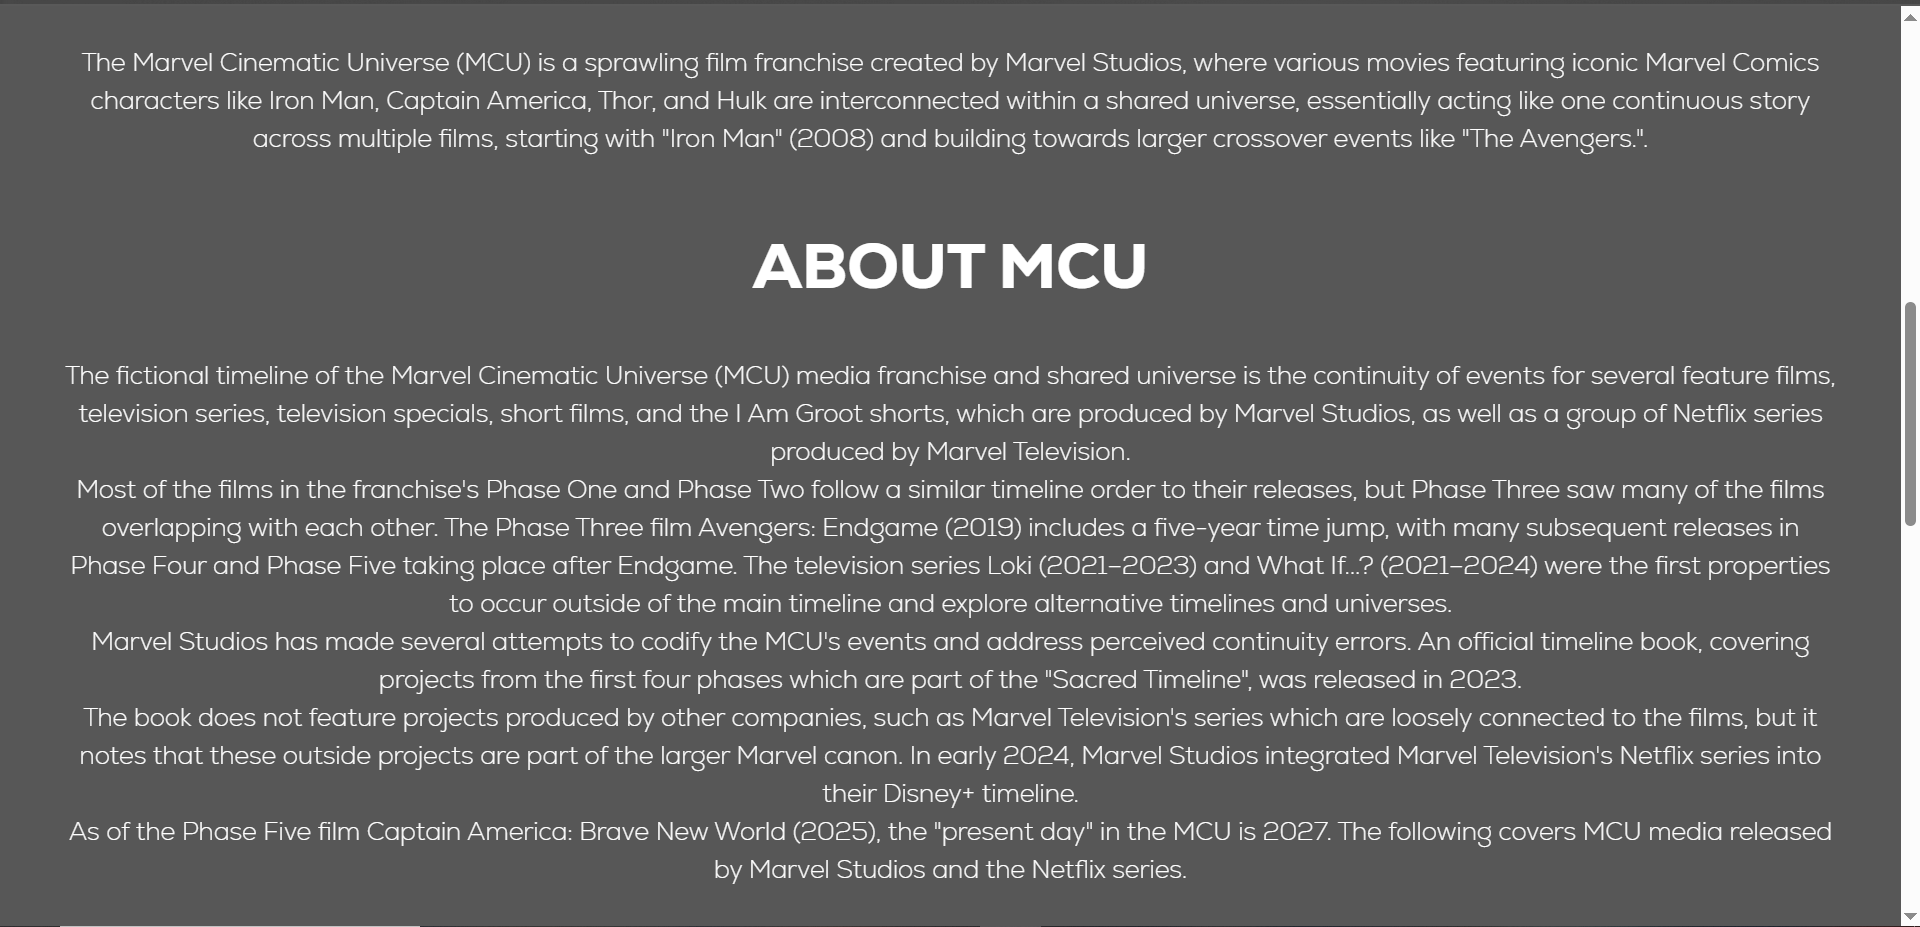 The Marvel Cinematic Universe (MCU) is a sprawling film franchise created by Marvel Studios, where various movies featuring iconic Marvel Comics
characters like Iron Man, Captain America, Thor, and Hulk are interconnected within a shared universe, essentially acting like one continuous story
across multiple films, starting with "Iron Man" (2008) and building towards larger crossover events like "The Avengers.".
ABOUT MCU
The fictional timeline of the Marvel Cinematic Universe (MCU) media franchise and shared universe is the continuity of events for several feature films,
television series, television specials, short films, and the I Am Groot shorts, which are produced by Marvel Studios, as well as a group of Netflix series
produced by Marvel Television.
Most of the films in the franchise's Phase One and Phase Two follow a similar timeline order to their releases, but Phase Three saw many of the films
overlapping with each other. The Phase Three film Avengers: Endgame (2019) includes a five-year time jump, with many subsequent releases in
Phase Four and Phase Five taking place after Endgame. The television series Loki (2021–2023) and What If...? (2021–2024) were the first properties
to occur outside of the main timeline and explore alternative timelines and universes.
Marvel Studios has made several attempts to codify the MCU's events and address perceived continuity errors. An official timeline book, covering
projects from the first four phases which are part of the "Sacred Timeline", was released in 2023.
The book does not feature projects produced by other companies, such as Marvel Television's series which are loosely connected to the films, but it
notes that these outside projects are part of the larger Marvel canon. In early 2024, Marvel Studios integrated Marvel Television's Netflix series into
their Disney+ timeline.
As of the Phase Five film Captain America: Brave New World (2025), the "present day" in the MCU is 2027. The following covers MCU media released
by Marvel Studios and the Netflix series.